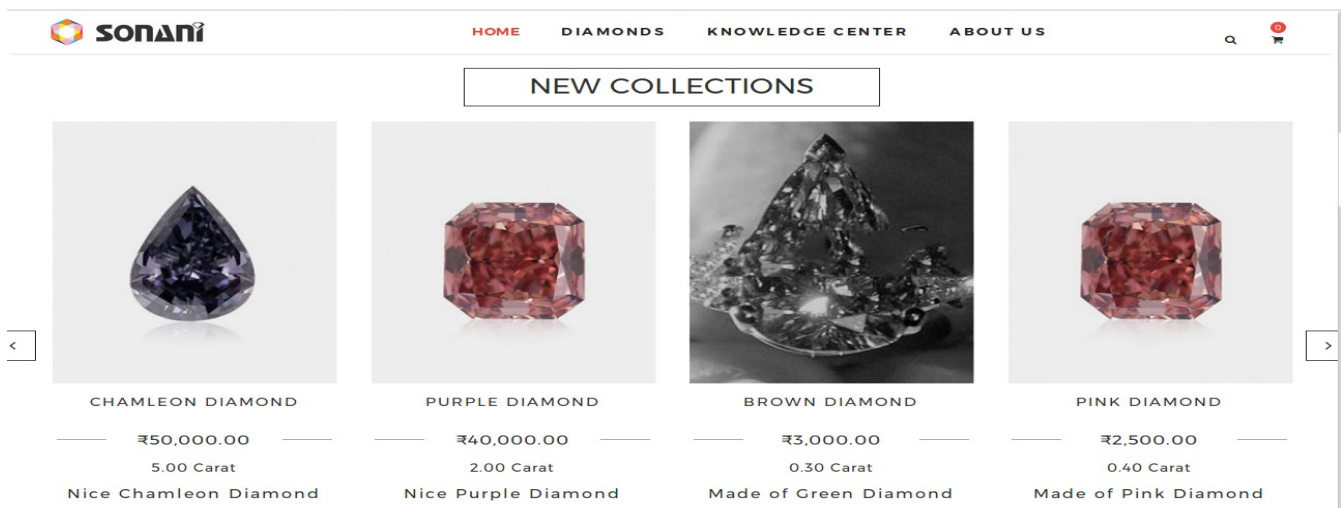 SONANI
HOME DIAMONDS KNOWLEDGE CENTER ABOUT US
0
NEW COLLECTIONS
<
>
CHAMLEON DIAMOND PURPLE DIAMOND BROWN DIAMOND PINK DIAMOND
₹50,000.00 ₹40,000.00 ₹3,000.00 ₹2,500.00
5.00 Carat 2.00 Carat 0.30 Carat 0.40 Carat
Nice Chamleon Diamond Nice Purple Diamond Made of Green Diamond Made of Pink Diamond